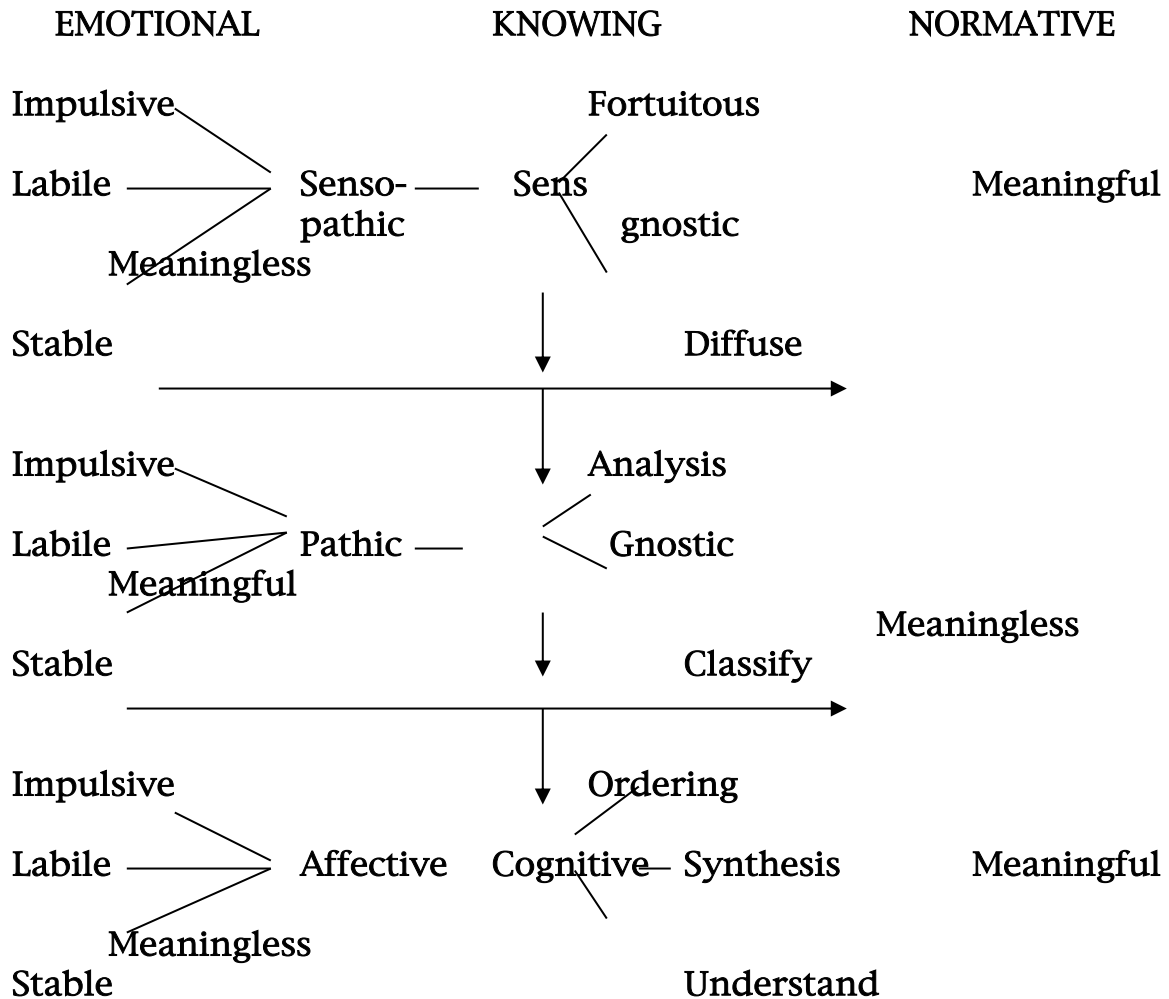 EMOTIONAL KNOWING NORMATIVE
Impulsive Fortuitous
Labile Senso- Sens Meaningful
pathic gnostic
Meaningless
Stable Diffuse
Impulsive Analysis
Labile Pathic Gnostic
Meaningful
Meaningless
Stable Classify
Impulsive Ordering
Labile Affective Cognitive Synthesis Meaningful
Meaningless
Stable Understand